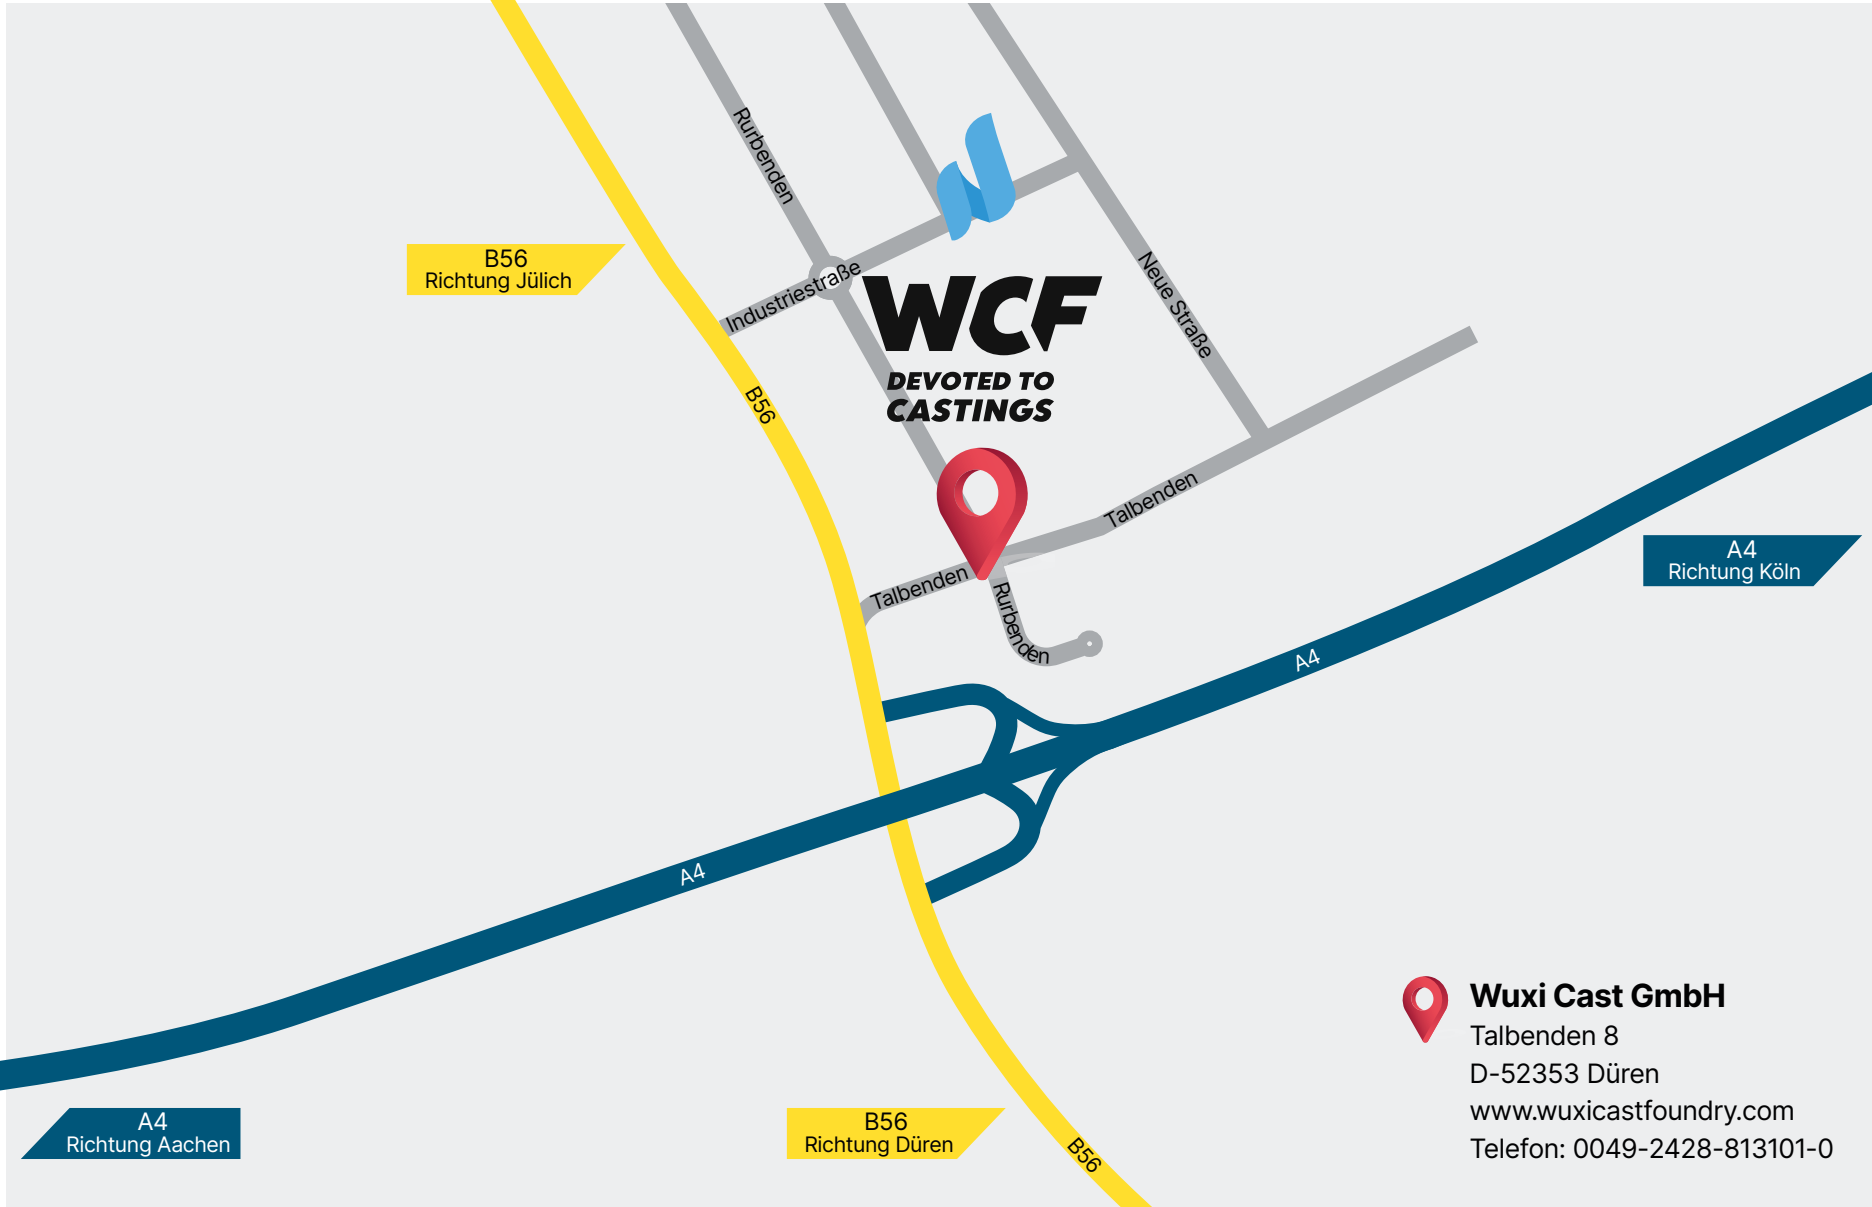 Rurbenden
B56
Richtung Jülich
Industriestraße
Neue Straße
WCF
DEVOTED TO
CASTINGS
B56
Talbenden
Talbenden
Rurbenden
A4
Richtung Köln
A4
A4
Wuxi Cast GmbH
Talbenden 8
D-52353 Düren
www.wuxicastfoundry.com
Telefon: 0049-2428-813101-0
A4
Richtung Aachen
B56
Richtung Düren
B56